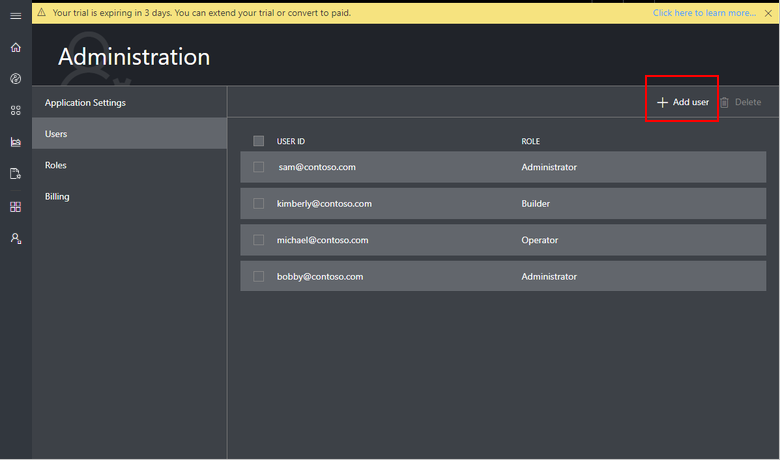 Your trial is expiring in 3 days. You can extend your trial or convert to paid.
Click here to learn more...
Administration
Application Settings
Users
Roles
Billing
Add user
Delete
USER ID ROLE
sam@contoso.com Administrator
kimberly@contoso.com Builder
michael@contoso.com Operator
bobby@contoso.com Administrator